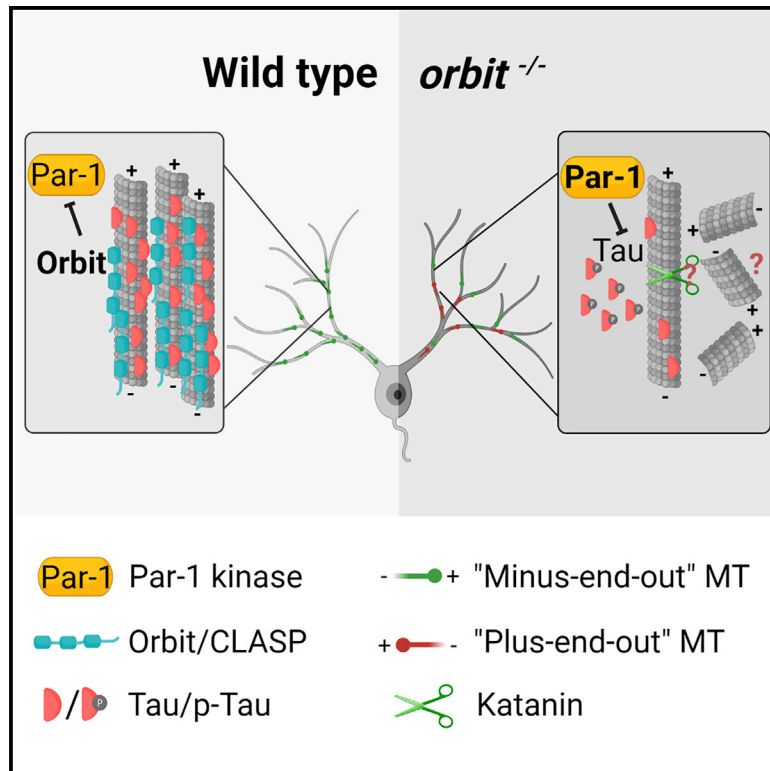 Wild type
orbit -/-
Par-1
Orbit
+
+
+
-
-
-
Par-1
Tau
P
P
P
P
P
+
-
?
-
+
-
+
?
+
-
Par-1 Par-1 kinase
Orbit/CLASP
/ P Tau/p-Tau
- + "Minus-end-out" MT
+ - "Plus-end-out" MT
Katanin